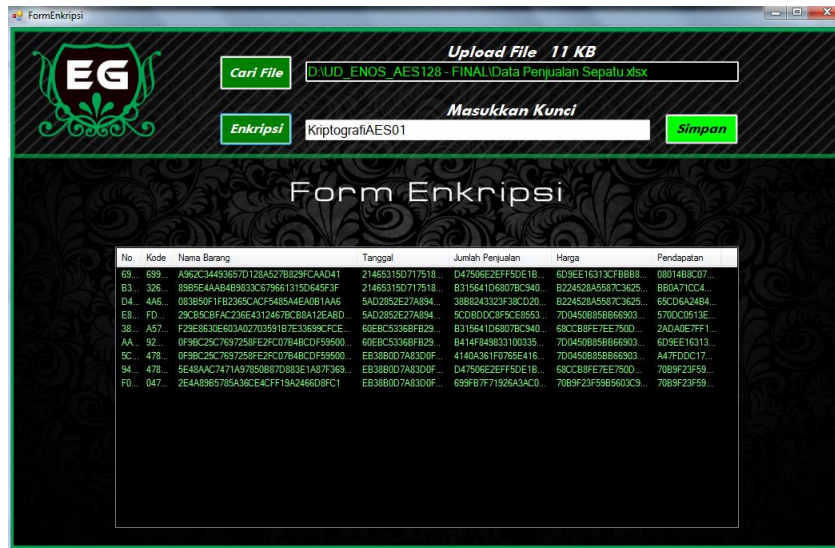 FormEnkripsi
EG
Upload File 11 KB
Cari File D:\UD_ENOS_AES128 - FINAL\Data Penjualan Sepatu.xlsx
Masukkan Kunci
Enkripsi KriptografiAES01 Simpan
Form Enkripsi
No Kode Nama Barang Tanggal Jumlah Penjualan Harga Pendapatan
69... 699... A962C34493657D128A527B829FCAAD41 21465315D717518... D47506E2EFF5DE1B... 6D9EE16313CFBBB8... 08014B8C07...
B3... 326... 89B5E4AAB4B9833C679661315D645F3F 21465315D717518... B315641D6807BC940... B224528A5587C3625... BB0A71CC4...
D4... 4A6... 083B50F1FB2365CACF5485A4EA0B1AA6 5AD2852E27A894... 38B8243323F38CD20... B224528A5587C3625... 65CD6A24B4...
E8... FD... 29CB5CBFAC236E4312467BCB8A12EABD... 5AD2852E27A894... 5CDBDDC8F5CE8553... 7D0450B85BB66903... 570DC0513E...
38... A57... F29E8630E603A02703591B7E33699CFCE... 60EBC5336BFB29... B315641D6807BC940... 68CCB8FE7EE750D... 2ADA0E7FF1...
AA... 92... 0F9BC25C7697258FE2FC07B4BCDF59500... 60EBC5336BFB29... B414F849833100335... 7D0450B85BB66903... 6D9EE16313...
5C... 478... 0F9BC25C7697258FE2FC07B4BCDF59500... EB38B0D7A83D0F... 4140A361F0765E416... 7D0450B85BB66903... A47FDDC17...
94... 478... 5E48AAC7471A97850B87D883E1A87F369... EB38B0D7A83D0F... D47506E2EFF5DE1B... 68CCB8FE7EE750D... 70B9F23F59...
F0... 047... 2E4A89B5785A36CE4CFF19A2466D8FC1 EB38B0D7A83D0F... 699FB7F71926A3AC0... 70B9F23F59B5603C9... 70B9F23F59...